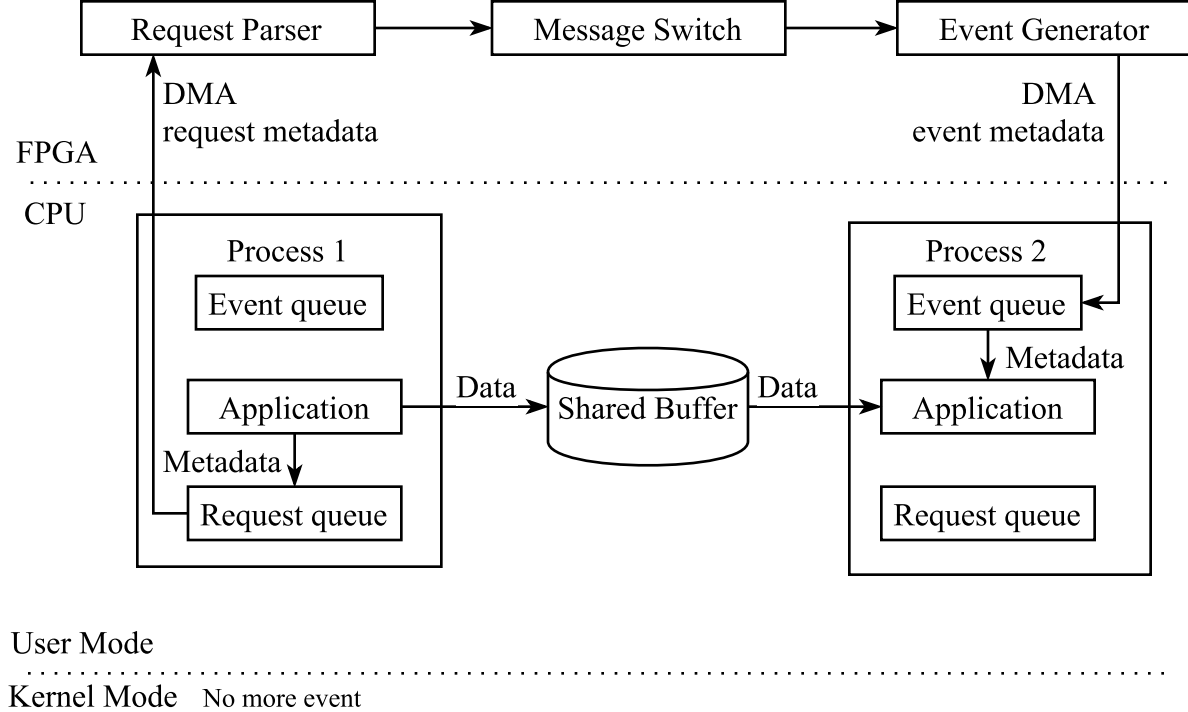 Request Parser
Message Switch
Event Generator
DMA
request metadata
DMA
event metadata
FPGA
CPU
Process 1
Event queue
Application
Metadata
Request queue
Data
Shared Buffer
Data
Process 2
Event queue
Metadata
Application
Request queue
User Mode
Kernel Mode No more event